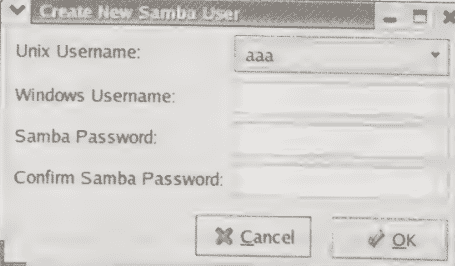 Create New Samba User
Unix Username: aaa
Windows Username:
Samba Password:
Confirm Samba Password:
Cancel OK